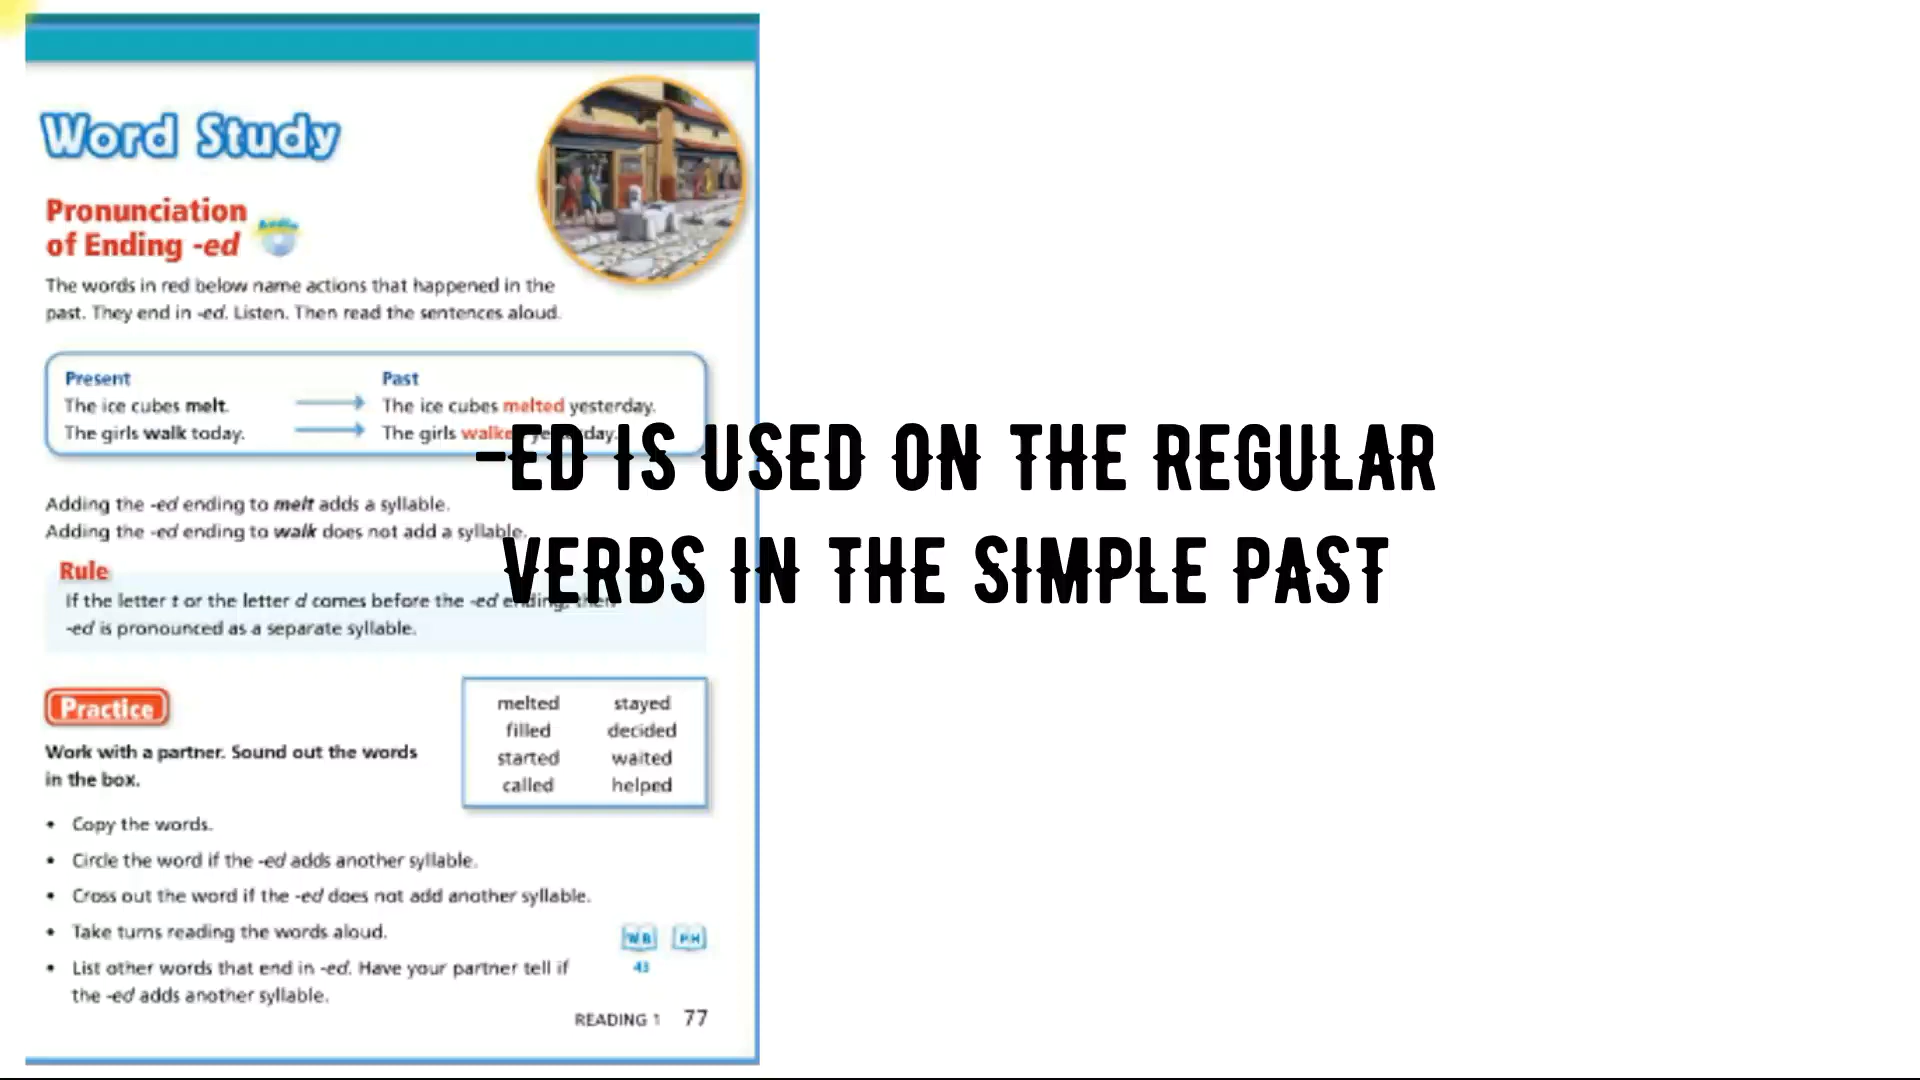 Word Study
Pronunciation
of Ending -ed
Audio
The words in red below name actions that happened in the
past. They end in -ed. Listen. Then read the sentences aloud.
Present
Past
The ice cubes melt.
The ice cubes melted yesterday.
The girls walk today.
The girls walked yesterday.
-ED IS USED ON THE REGULAR
VERBS IN THE SIMPLE PAST
Adding the -ed ending to melt adds a syllable.
Adding the -ed ending to walk does not add a syllable.
Rule
If the letter t or the letter d comes before the -ed ending, then
-ed is pronounced as a separate syllable.
Practice
Work with a partner. Sound out the words
in the box.
melted stayed
filled decided
started waited
called helped
• Copy the words.
• Circle the word if the -ed adds another syllable.
• Cross out the word if the -ed does not add another syllable.
• Take turns reading the words aloud.
• List other words that end in -ed. Have your partner tell if
the -ed adds another syllable.
WB PH
43
READING 1 77